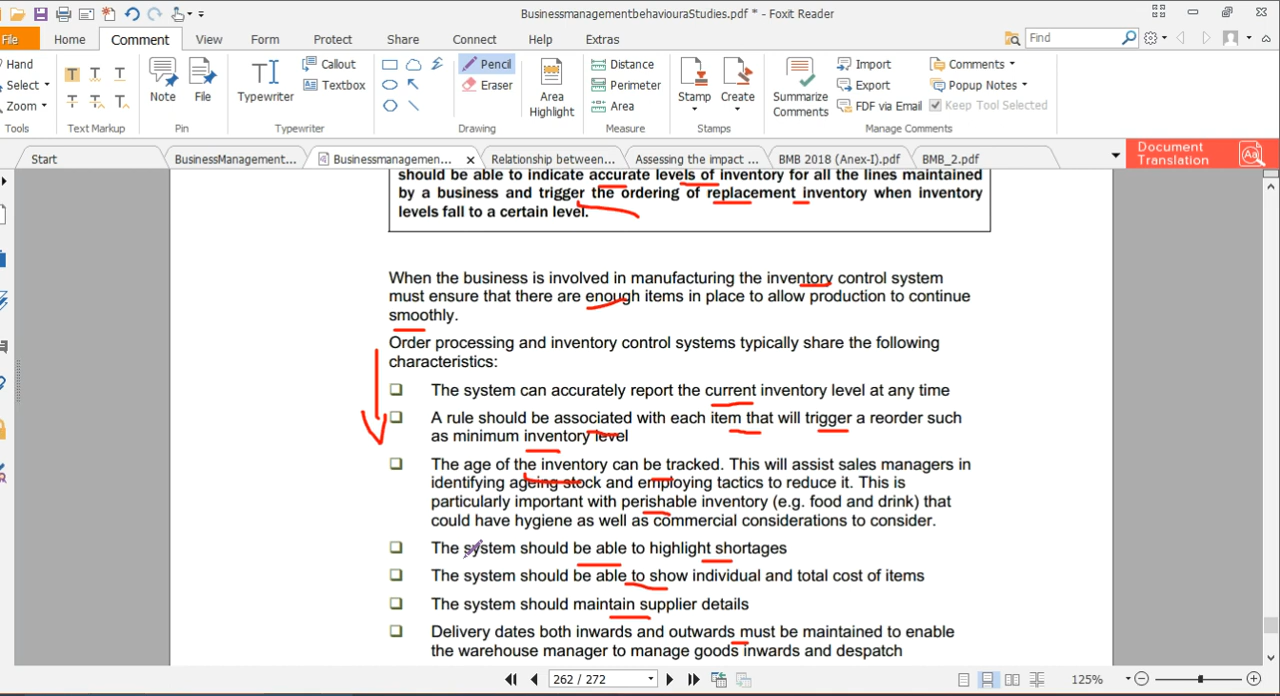 BusinessmanagementbehaviouraStudies.pdf * - Foxit Reader
File Home Comment View Form Protect Share Connect Help Extras
Find
Hand
Select
Zoom
Tools
Text Markup
Note
File
Pin
Typewriter
Callout
Textbox
Typewriter
Pencil
Eraser
Drawing
Area
Highlight
Distance
Perimeter
Area
Measure
Stamp
Create
Stamps
Summarize
Comments
Import
Export
FDF via Email
Comments
Popup Notes
Keep Tool Selected
Manage Comments
Start
BusinessManagement...
Businessmanagemen...
Relationship between...
Assessing the impact ...
BMB 2018 (Anex-I).pdf
BMB_2.pdf
Document
Translation
should be able to indicate accurate levels of inventory for all the lines maintained
by a business and trigger the ordering of replacement inventory when inventory
levels fall to a certain level.
When the business is involved in manufacturing the inventory control system
must ensure that there are enough items in place to allow production to continue
smoothly.
Order processing and inventory control systems typically share the following
characteristics:
The system can accurately report the current inventory level at any time
A rule should be associated with each item that will trigger a reorder such
as minimum inventory level
The age of the inventory can be tracked. This will assist sales managers in
identifying ageing stock and employing tactics to reduce it. This is
particularly important with perishable inventory (e.g. food and drink) that
could have hygiene as well as commercial considerations to consider.
The system should be able to highlight shortages
The system should be able to show individual and total cost of items
The system should maintain supplier details
Delivery dates both inwards and outwards must be maintained to enable
the warehouse manager to manage goods inwards and despatch
262 / 272
125%